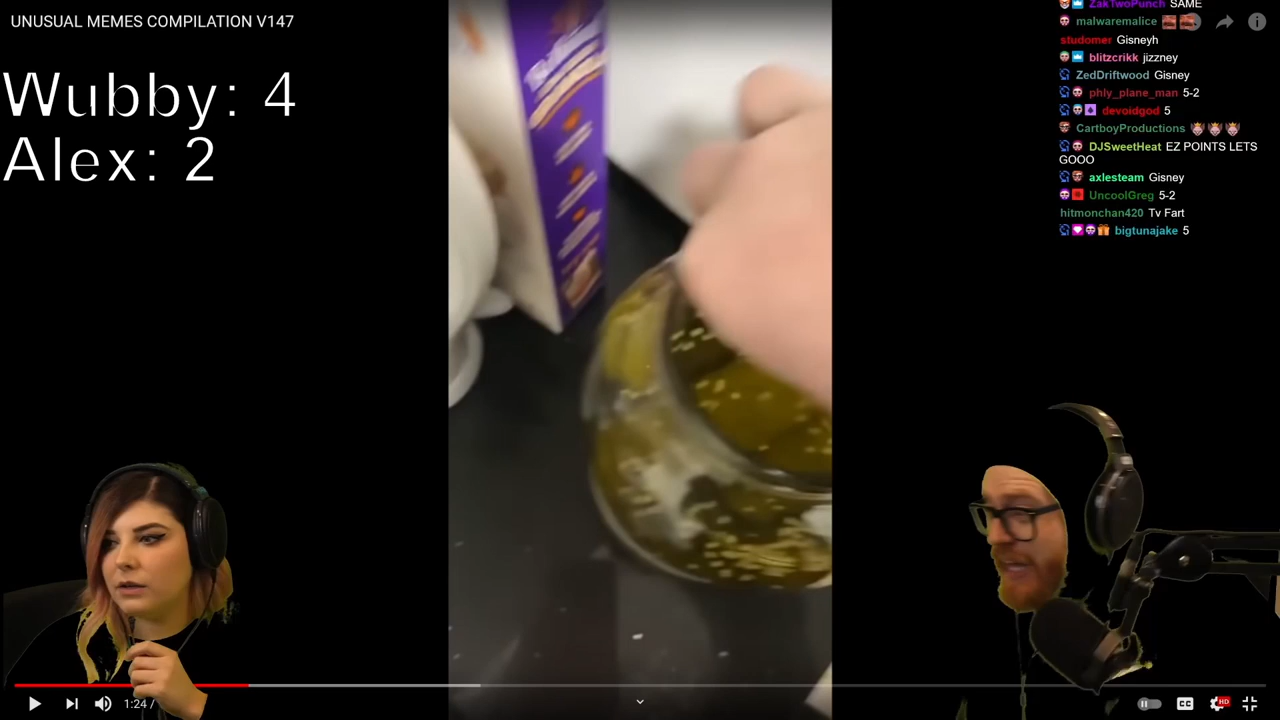 UNUSUAL MEMES COMPILATION V147
Wubby: 4
Alex: 2
ZakTwoPunch SAME
malwaremalice
studomer Gisneyh
blitzcrikk jizzney
ZedDriftwood Gisney
phly_plane_man 5-2
devoidgod 5
CartboyProductions
DJSweetHeat EZ POINTS LETS
GOOO
axlesteam Gisney
UncoolGreg 5-2
hitmonchan420 Tv Fart
bigtunajake 5
1:24 /
CC
HD